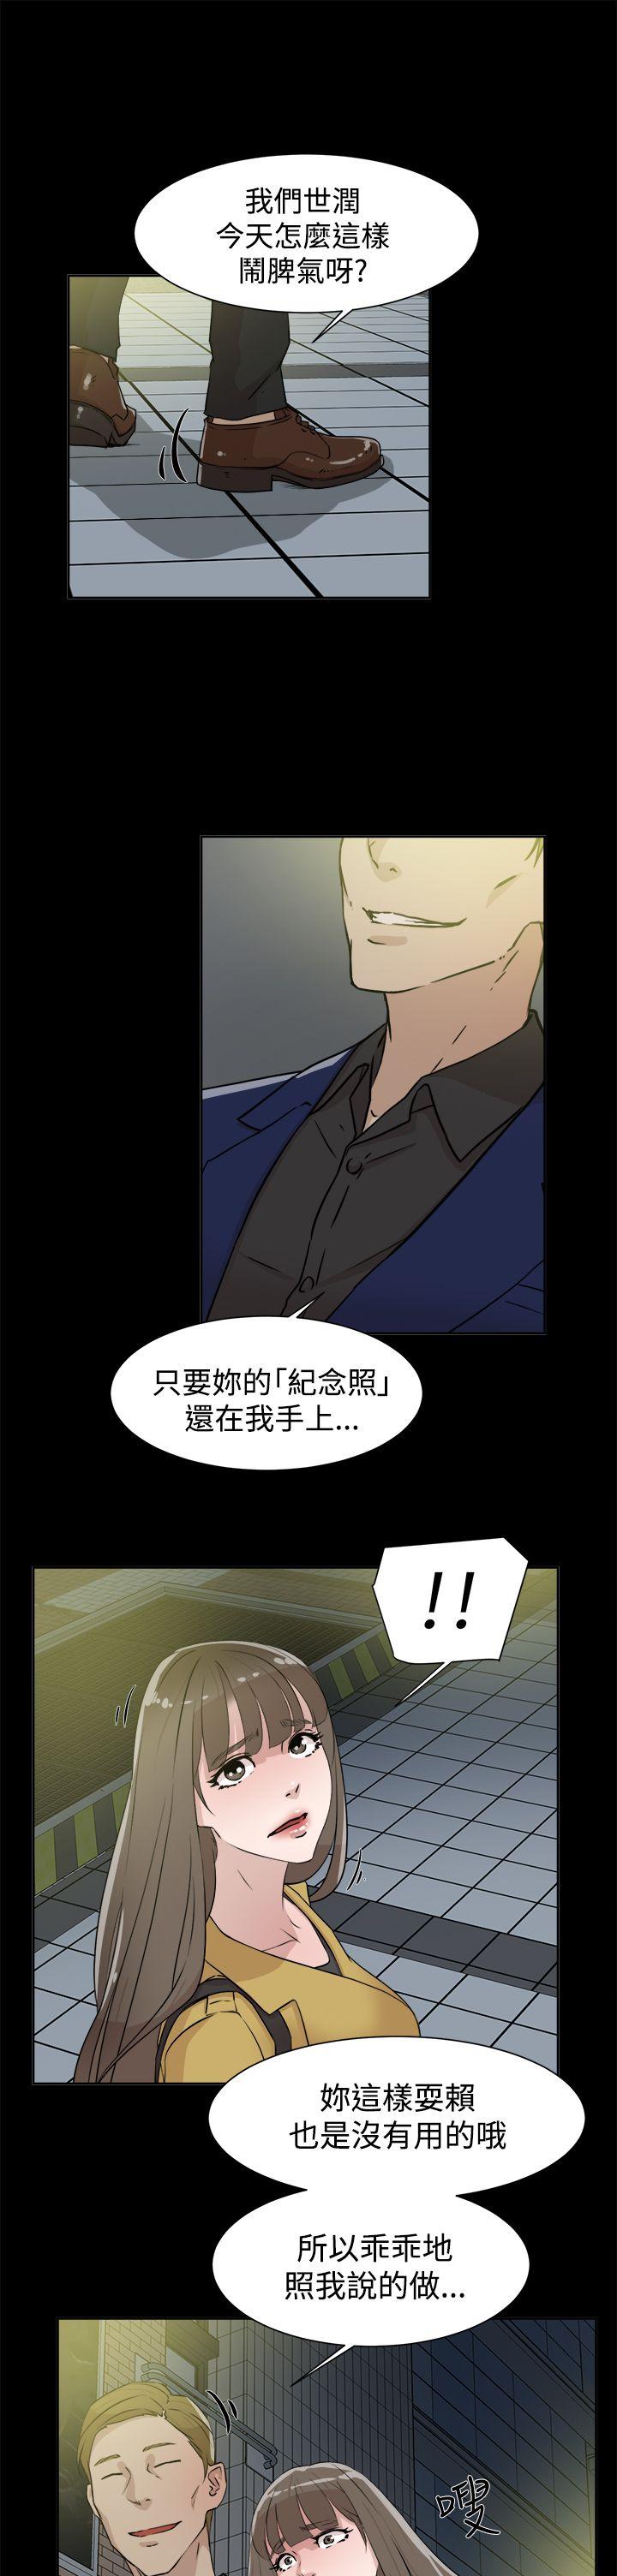 我們世潤
今天怎麼這樣
鬧脾氣呀?
只要妳的「紀念照」
還在我手上...
!!
妳這樣耍賴
也是沒有用的哦
所以乖乖地
照我說的做...
嗖